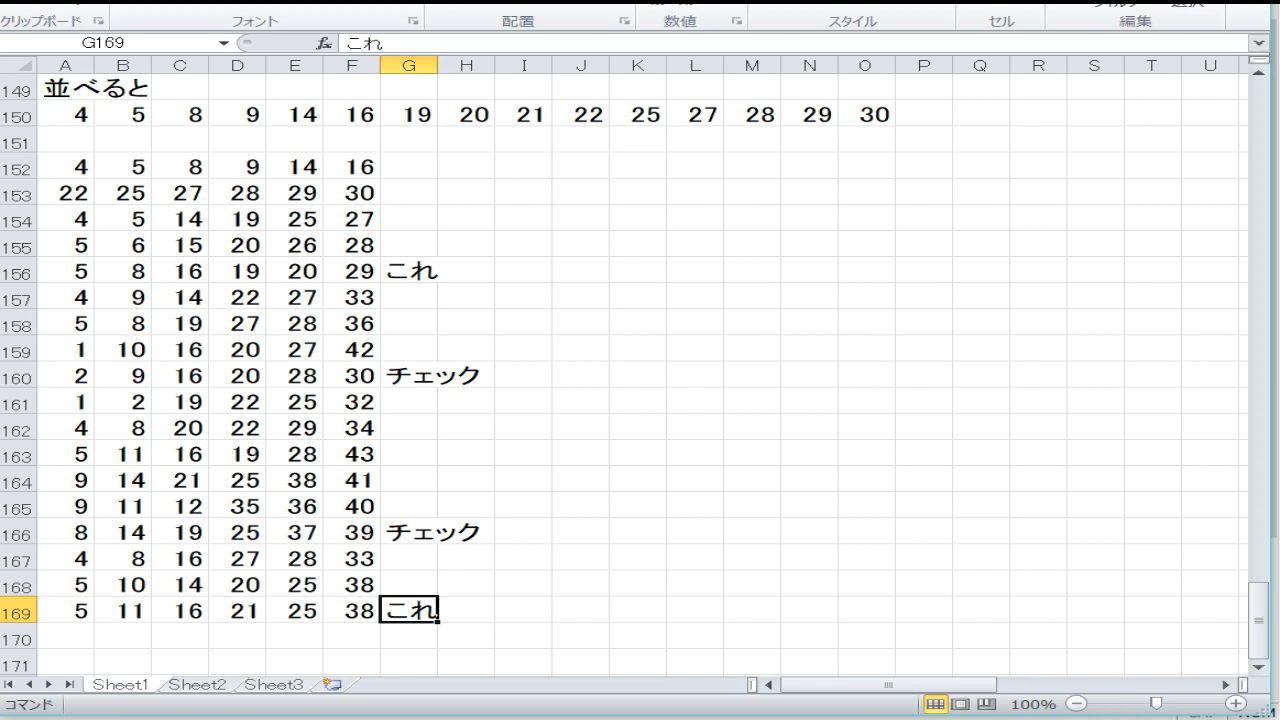 クリップボード フォント 配置 数値 スタイル セル 編集
G169 fx これ
A B C D E F G H I J K L M N O P Q R S T U
149 並べると
150 4 5 8 9 14 16 19 20 21 22 25 27 28 29 30
151
152 4 5 8 9 14 16
153 22 25 27 28 29 30
154 4 5 14 19 25 27
155 5 6 15 20 26 28
156 5 8 16 19 20 29 これ
157 4 9 14 22 27 33
158 5 8 19 27 28 36
159 1 10 16 20 27 42
160 2 9 16 20 28 30 チェック
161 1 2 19 22 25 32
162 4 8 20 22 29 34
163 5 11 16 19 28 43
164 9 14 21 25 38 41
165 9 11 12 35 36 40
166 8 14 19 25 37 39 チェック
167 4 8 16 27 28 33
168 5 10 14 20 25 38
169 5 11 16 21 25 38 これ
170
171
Sheet1 Sheet2 Sheet3
コマンド 100%